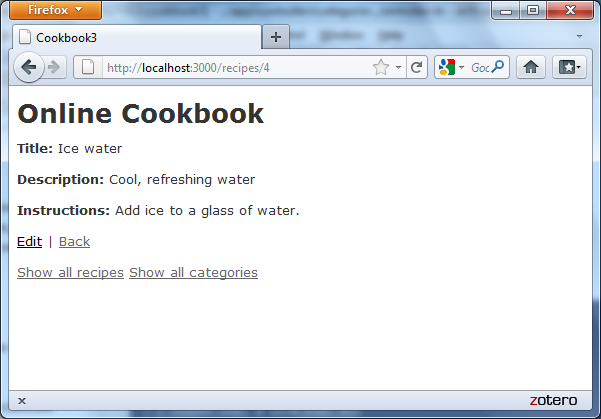 Firefox
Cookbook3
http://localhost:3000/recipes/4
Online Cookbook
Title: Ice water
Description: Cool, refreshing water
Instructions: Add ice to a glass of water.
Edit | Back
Show all recipes Show all categories
x zotero